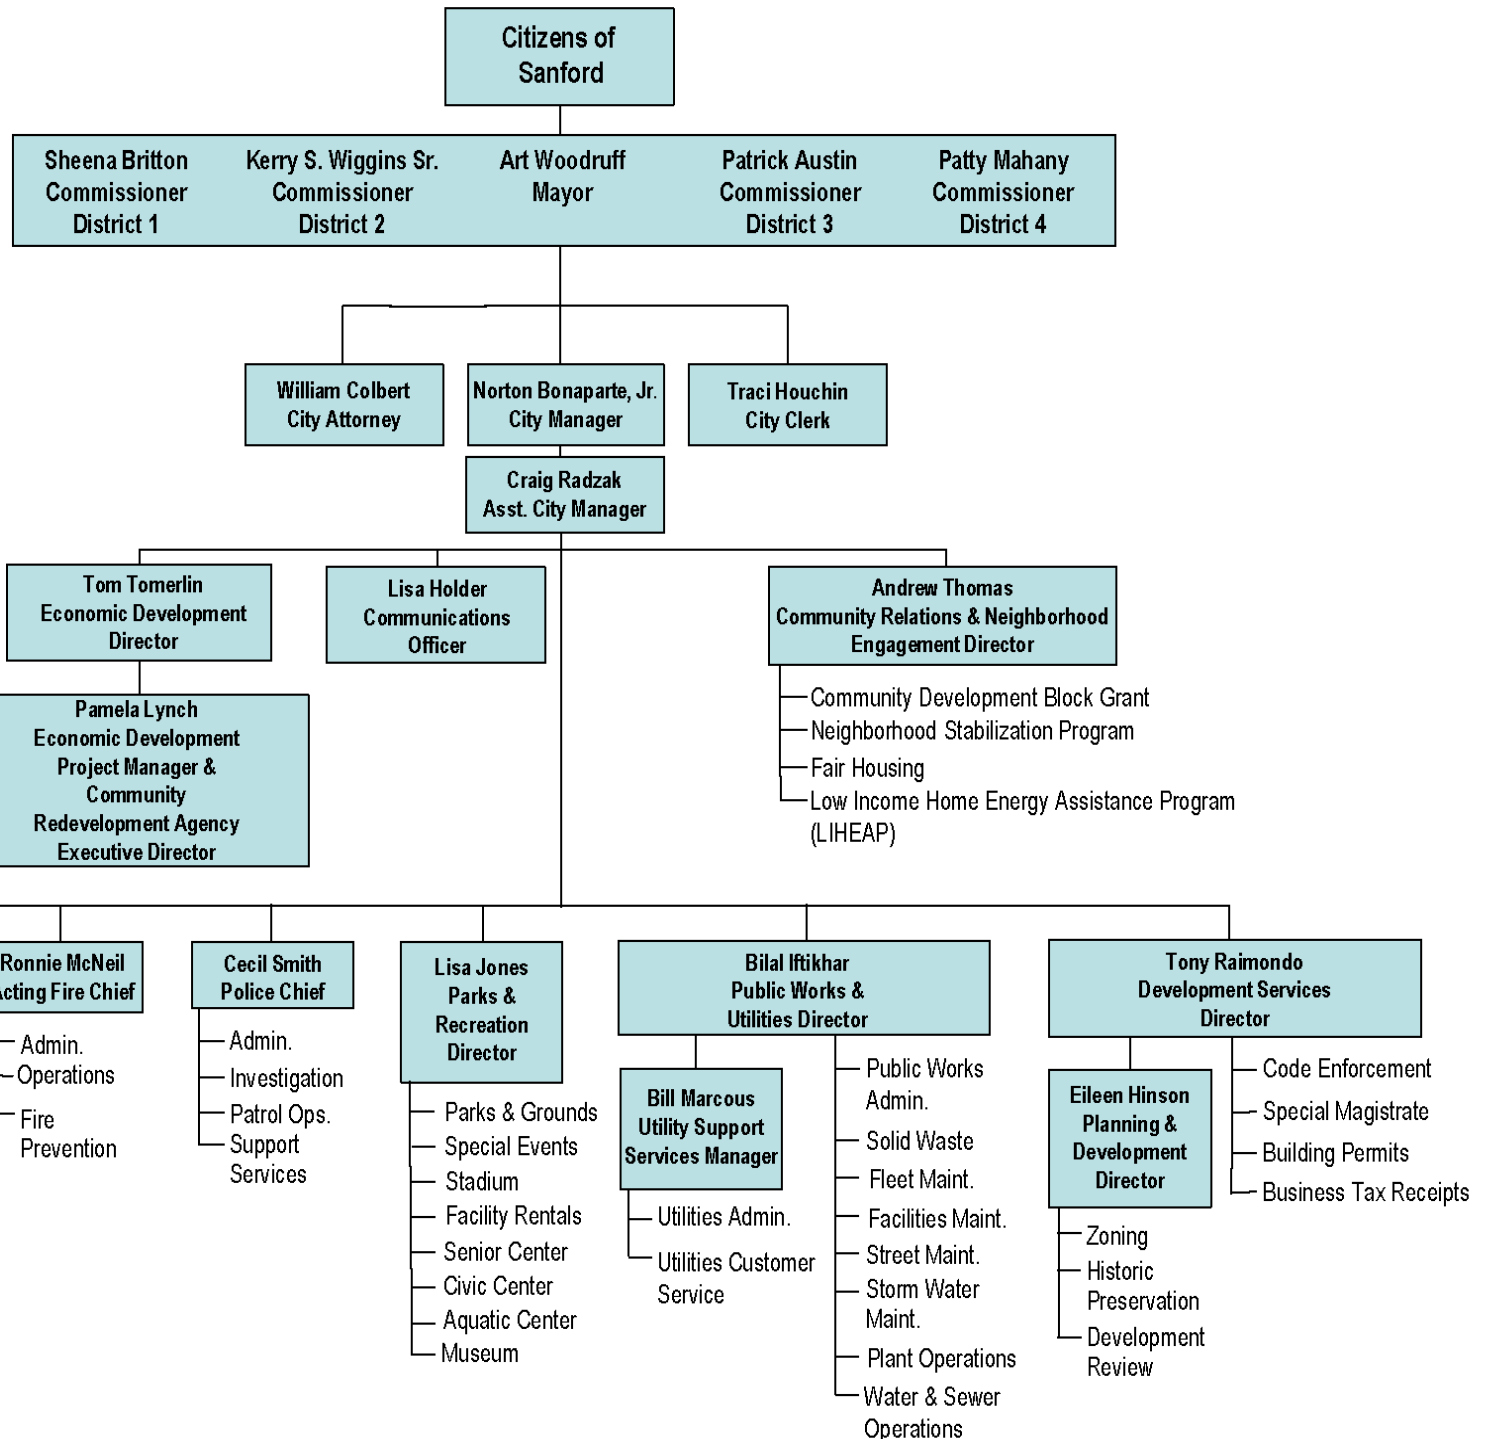 Citizens of
Sanford
Sheena Britton
Commissioner
District 1
Kerry S. Wiggins Sr.
Commissioner
District 2
Art Woodruff
Mayor
Patrick Austin
Commissioner
District 3
Patty Mahany
Commissioner
District 4
William Colbert
City Attorney
Norton Bonaparte, Jr.
City Manager
Traci Houchin
City Clerk
Craig Radzak
Asst. City Manager
Tom Tomerlin
Economic Development
Director
Lisa Holder
Communications
Officer
Andrew Thomas
Community Relations & Neighborhood
Engagement Director
Community Development Block Grant
Neighborhood Stabilization Program
Fair Housing
Low Income Home Energy Assistance Program
(LIHEAP)
Pamela Lynch
Economic Development
Project Manager &
Community
Redevelopment Agency
Executive Director
Ronnie McNeil
Acting Fire Chief
Admin.
Operations
Fire
Prevention
Cecil Smith
Police Chief
Admin.
Investigation
Patrol Ops.
Support
Services
Lisa Jones
Parks &
Recreation
Director
Parks & Grounds
Special Events
Stadium
Facility Rentals
Senior Center
Civic Center
Aquatic Center
Museum
Bilal Iftikhar
Public Works &
Utilities Director
Bill Marcous
Utility Support
Services Manager
Utilities Admin.
Utilities Customer
Service
Public Works
Admin.
Solid Waste
Fleet Maint.
Facilities Maint.
Street Maint.
Storm Water
Maint.
Plant Operations
Water & Sewer
Operations
Tony Raimondo
Development Services
Director
Eileen Hinson
Planning &
Development
Director
Zoning
Historic
Preservation
Development
Review
Code Enforcement
Special Magistrate
Building Permits
Business Tax Receipts